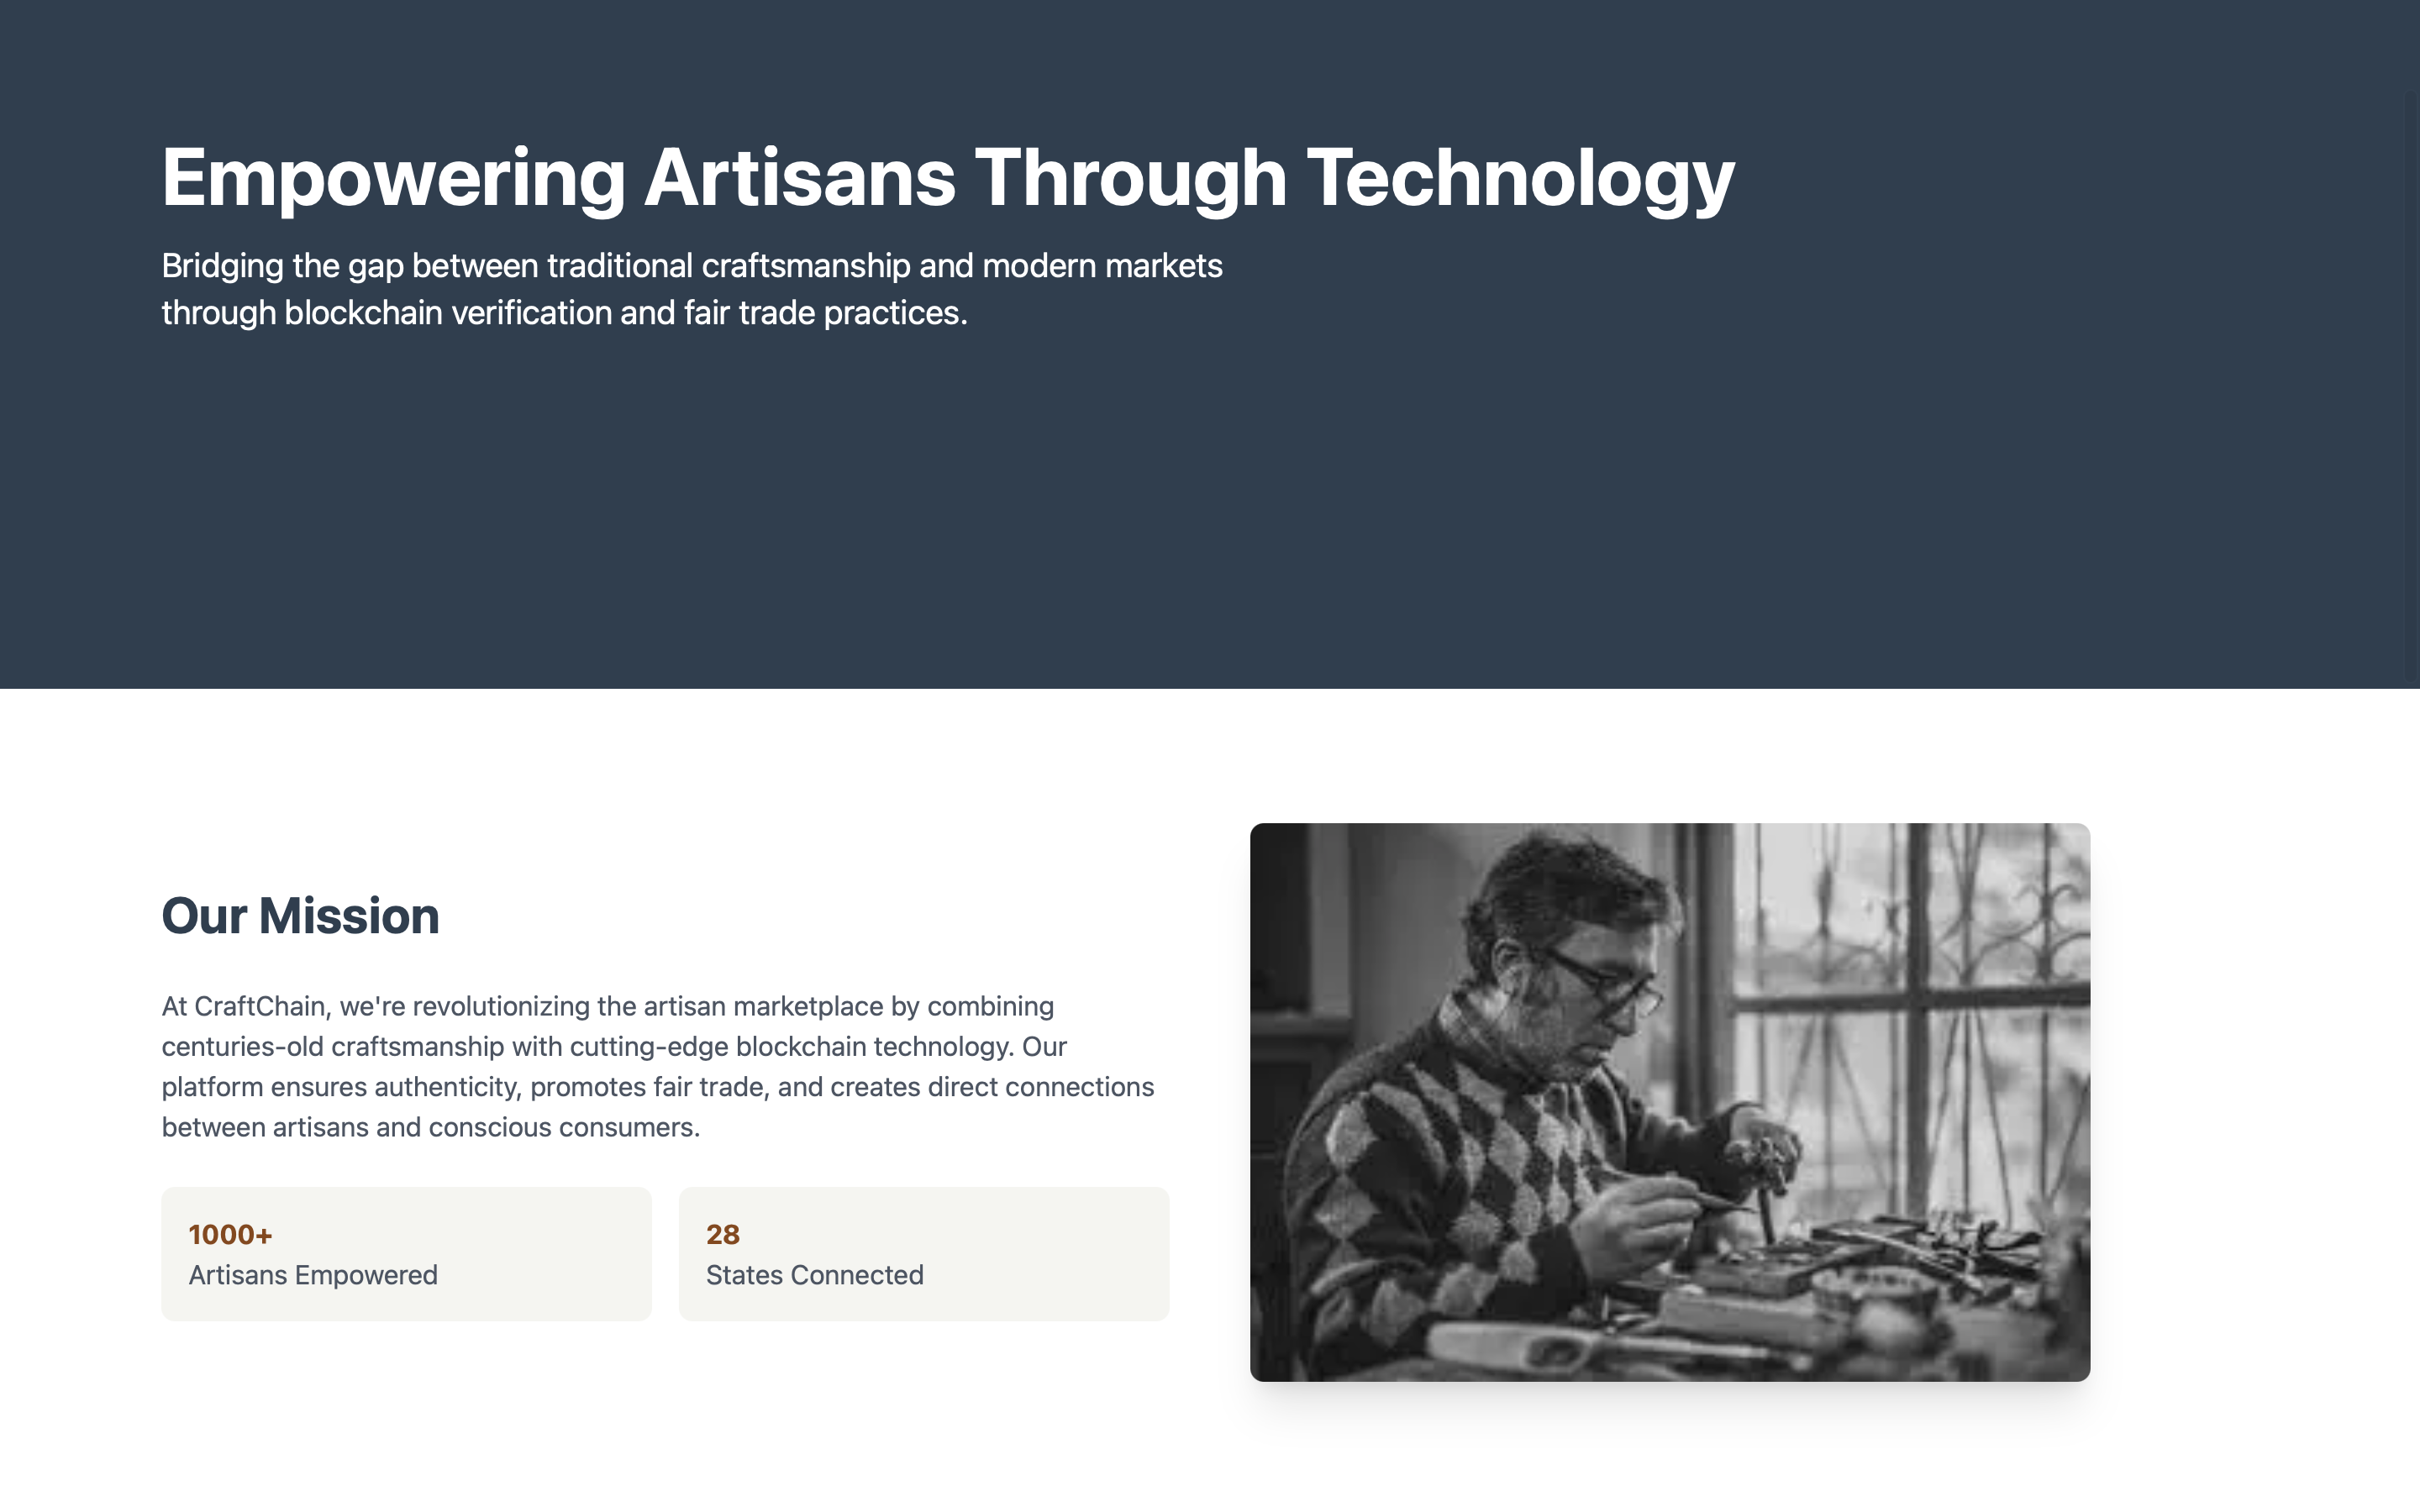 Empowering Artisans Through Technology
Bridging the gap between traditional craftsmanship and modern markets
through blockchain verification and fair trade practices.
Our Mission
At CraftChain, we're revolutionizing the artisan marketplace by combining
centuries-old craftsmanship with cutting-edge blockchain technology. Our
platform ensures authenticity, promotes fair trade, and creates direct connections
between artisans and conscious consumers.
1000+
Artisans Empowered
28
States Connected